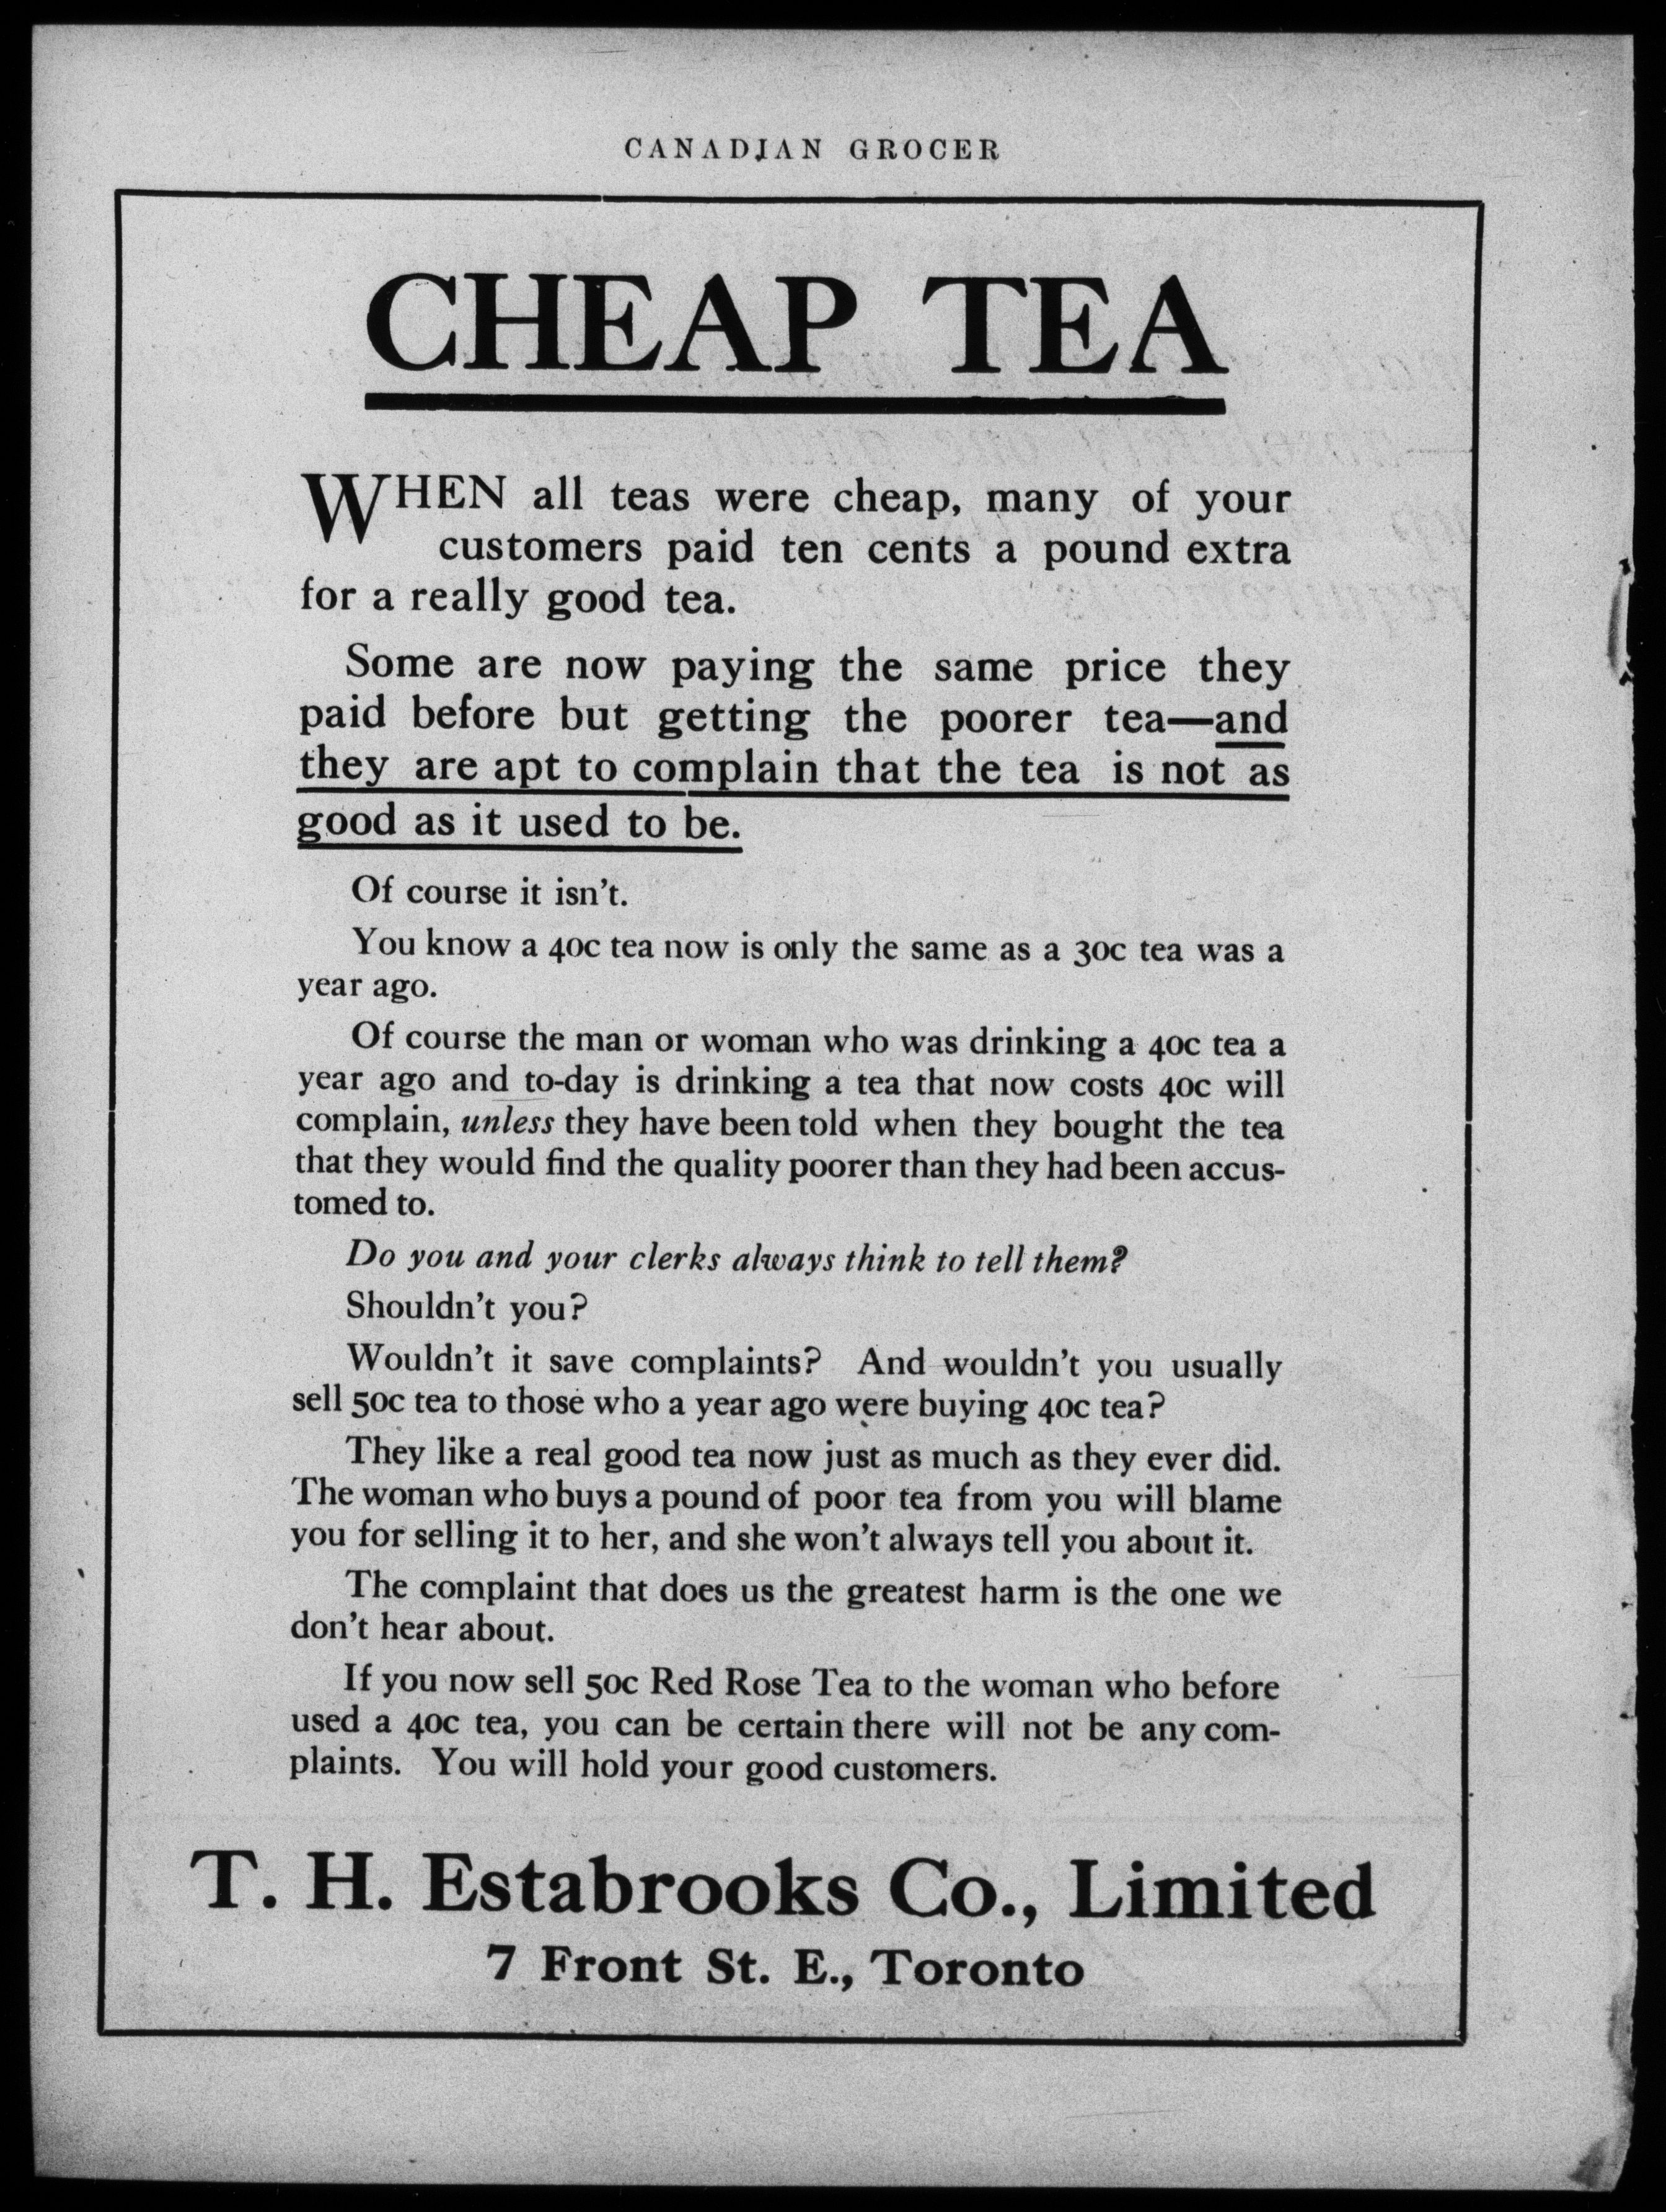 CANADIAN GROCER
CHEAP TEA
WHEN all teas were cheap, many of your
customers paid ten cents a pound extra
for a really good tea.
Some are now paying the same price they
paid before but getting the poorer tea—and
they are apt to complain that the tea is not as
good as it used to be.
Of course it isn't.
You know a 40c tea now is only the same as a 30c tea was a
year ago.
Of course the man or woman who was drinking a 40c tea a
year ago and to-day is drinking a tea that now costs 40c will
complain, unless they have been told when they bought the tea
that they would find the quality poorer than they had been accus-
tomed to.
Do you and your clerks always think to tell them?
Shouldn't you?
Wouldn't it save complaints? And wouldn't you usually
sell 50c tea to those who a year ago were buying 40c tea?
They like a real good tea now just as much as they ever did.
The woman who buys a pound of poor tea from you will blame
you for selling it to her, and she won't always tell you about it.
The complaint that does us the greatest harm is the one we
don't hear about.
If you now sell 50c Red Rose Tea to the woman who before
used a 40c tea, you can be certain there will not be any com-
plaints. You will hold your good customers.
T. H. Estabrooks Co., Limited
7 Front St. E., Toronto